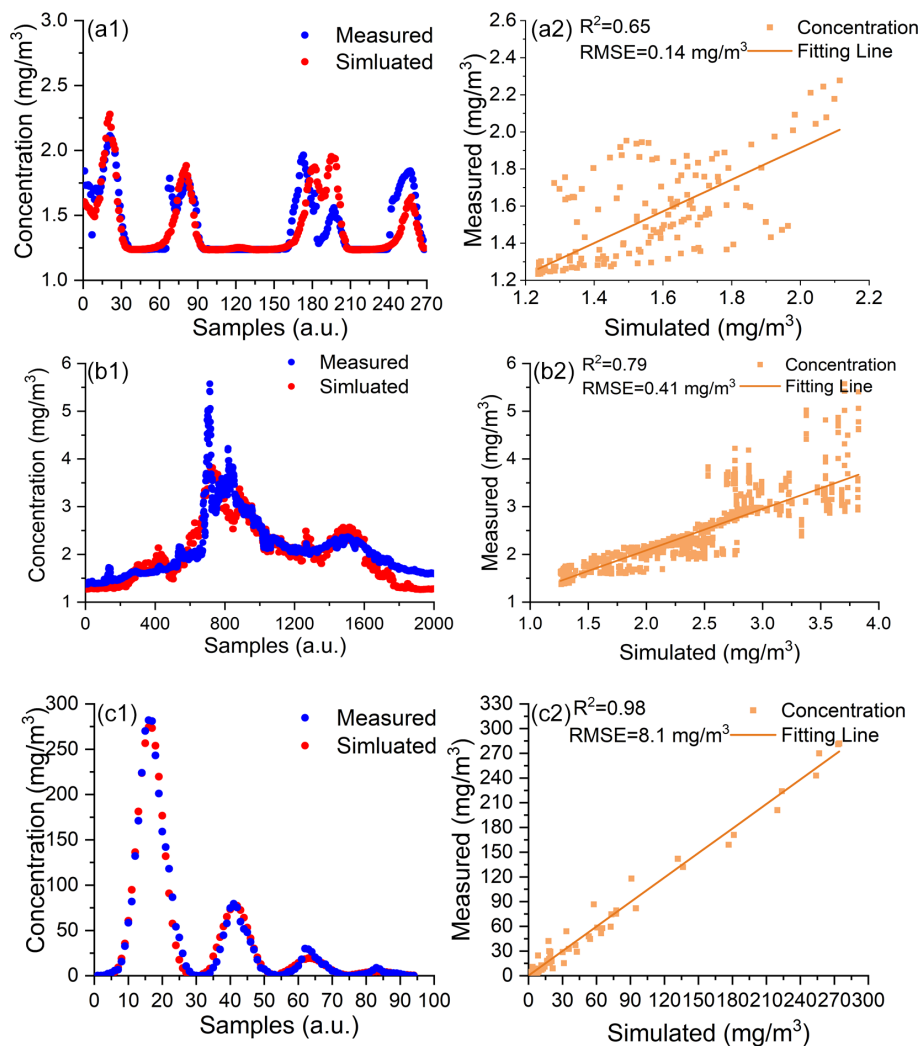 (a1)
Measured
Simluated
Concentration (mg/m³)
3.0
2.5
2.0
1.5
1.0
0 30 60 90 120 150 180 210 240 270
Samples (a.u.)
(a2)
R²=0.65
RMSE=0.14 mg/m³
Concentration
Fitting Line
Measured (mg/m³)
2.6
2.4
2.2
2.0
1.8
1.6
1.4
1.2
1.2 1.4 1.6 1.8 2.0 2.2
Simulated (mg/m³)
(b1)
Measured
Simluated
Concentration (mg/m³)
6
5
4
3
2
1
0 400 800 1200 1600 2000
Samples (a.u.)
(b2)
R²=0.79
RMSE=0.41 mg/m³
Concentration
Fitting Line
Measured (mg/m³)
6
5
4
3
2
1
1.0 1.5 2.0 2.5 3.0 3.5 4.0
Simulated (mg/m³)
(c1)
Measured
Simluated
Concentration (mg/m³)
300
250
200
150
100
50
0
0 10 20 30 40 50 60 70 80 90 100
Samples (a.u.)
(c2)
R²=0.98
RMSE=8.1 mg/m³
Concentration
Fitting Line
Measured (mg/m³)
330
300
270
240
210
180
150
120
90
60
30
0
0 30 60 90 120 150 180 210 240 270 300
Simulated (mg/m³)